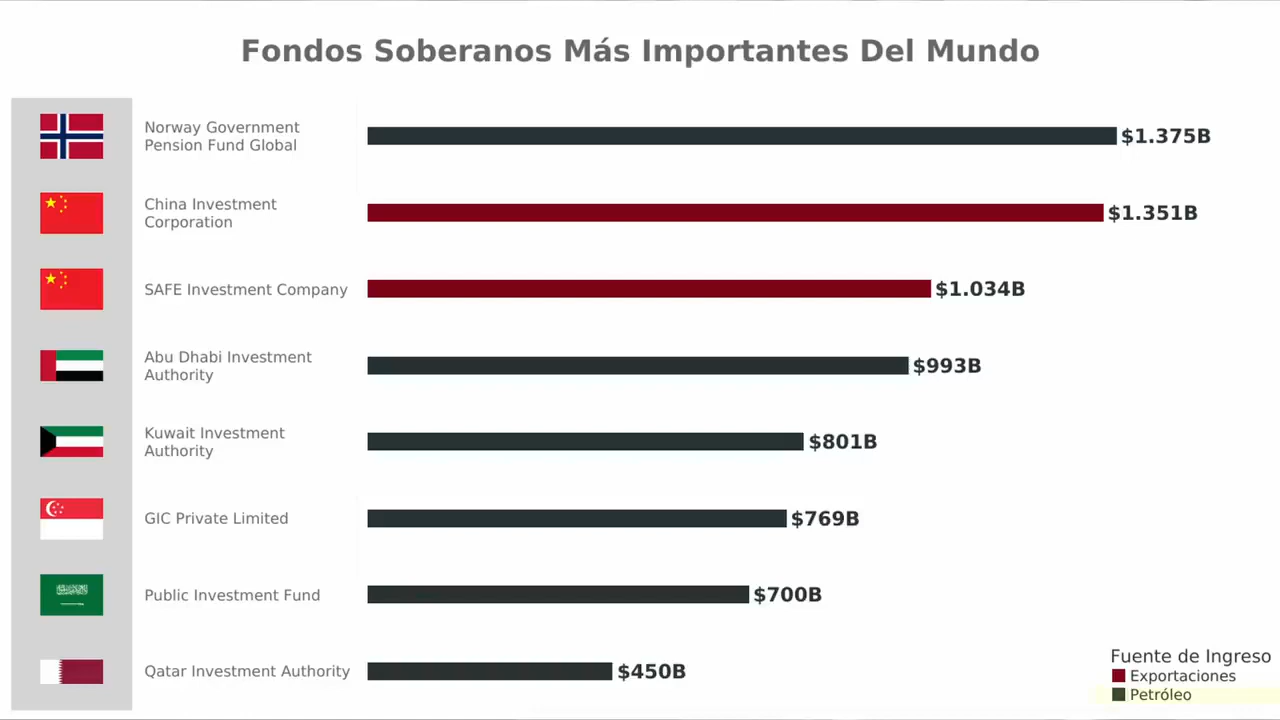 Fondos Soberanos Más Importantes Del Mundo
Norway Government
Pension Fund Global
$1.375B
China Investment
Corporation
$1.351B
SAFE Investment Company
$1.034B
Abu Dhabi Investment
Authority
$993B
Kuwait Investment
Authority
$801B
GIC Private Limited
$769B
Public Investment Fund
$700B
Qatar Investment Authority
$450B
Fuente de Ingreso
Exportaciones
Petróleo